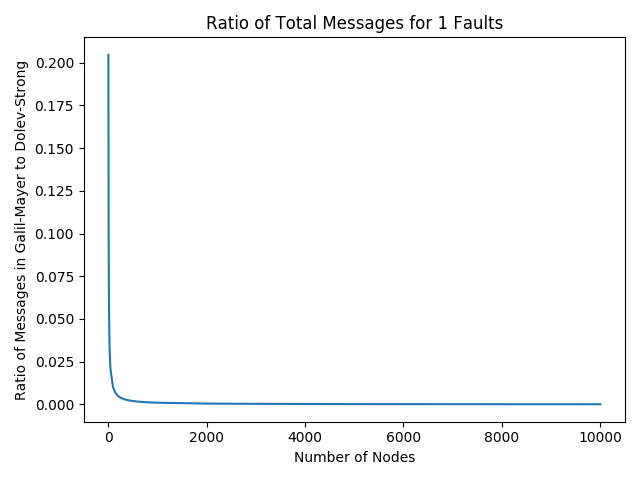 Ratio of Total Messages for 1 Faults
Ratio of Messages in Galil-Mayer to Dolev-Strong
0.200
0.175
0.150
0.125
0.100
0.075
0.050
0.025
0.000
0 2000 4000 6000 8000 10000
Number of Nodes